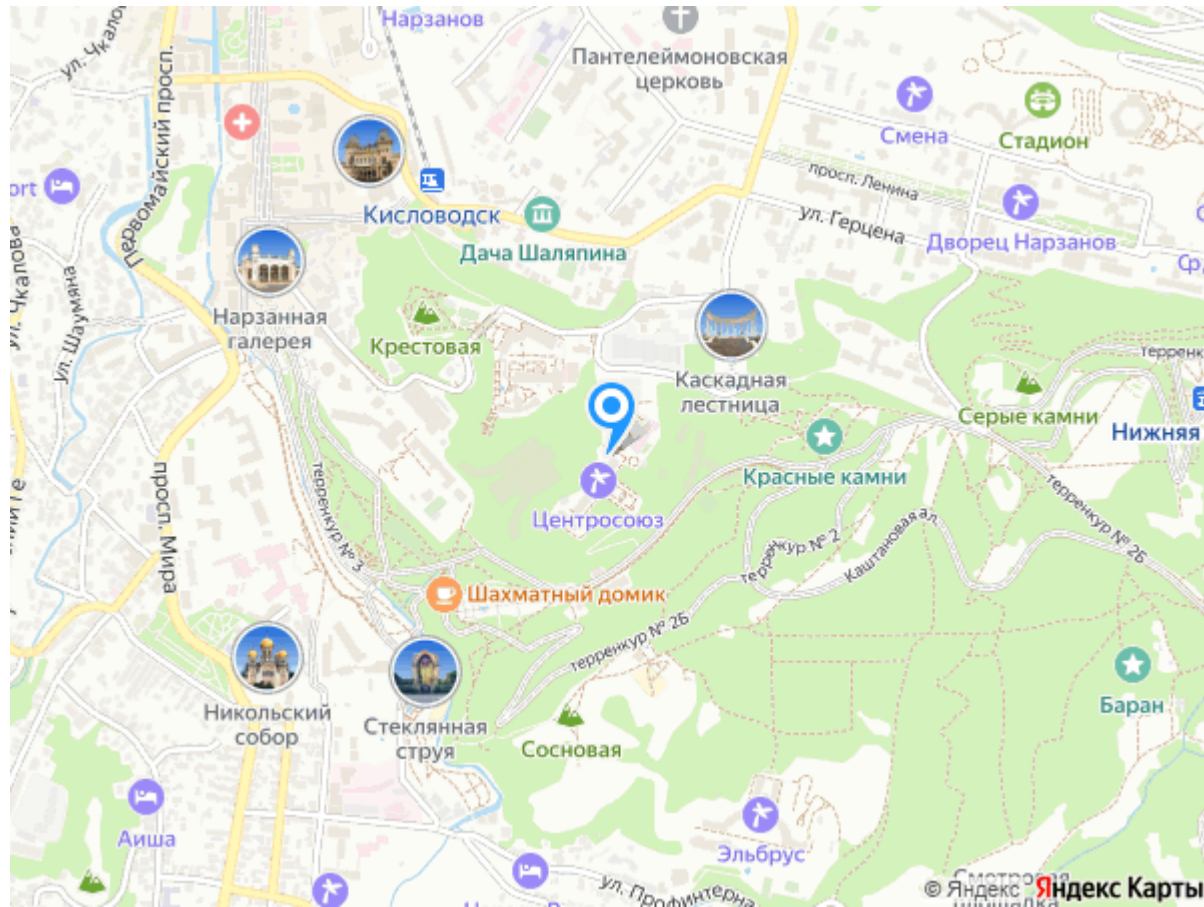 Нарзанов
ул. Чкалова
Пантелеймоновская
церковь
Первомайский просп.
Смена
Стадион
просп. Ленина
ул. Герцена
Дворец Нарзанов
Ср.
Кисловодск
Дача Шаляпина
ул. Чкалова
ул. Шаумяна
Нарзанная
галерея
Крестовая
Каскадная
лестница
Серые камни
Нижняя
Красные камни
Центросоюз
терренкур № 3
просп. Мира
терренкур № 2
Каштановая ал.
терренкур № 2Б
Шахматный домик
терренкур № 2Б
Никольский
собор
Стеклянная
струя
Сосновая
Баран
Аиша
Эльбрус
ул. Профинтерна
© Яндекс Яндекс Карты